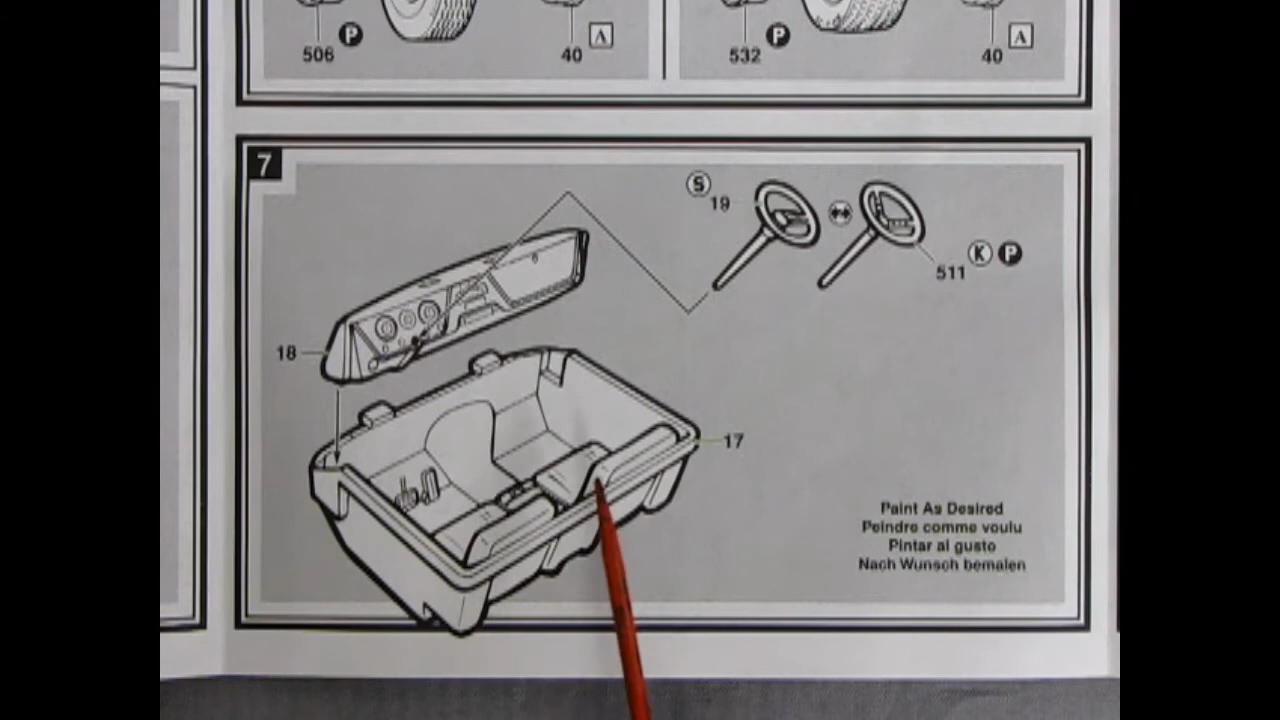 506 P
40 A
532 P
40 A
7
S 19
511 K P
18
17
Paint As Desired
Peindre comme voulu
Pintar al gusto
Nach Wunsch bemalen